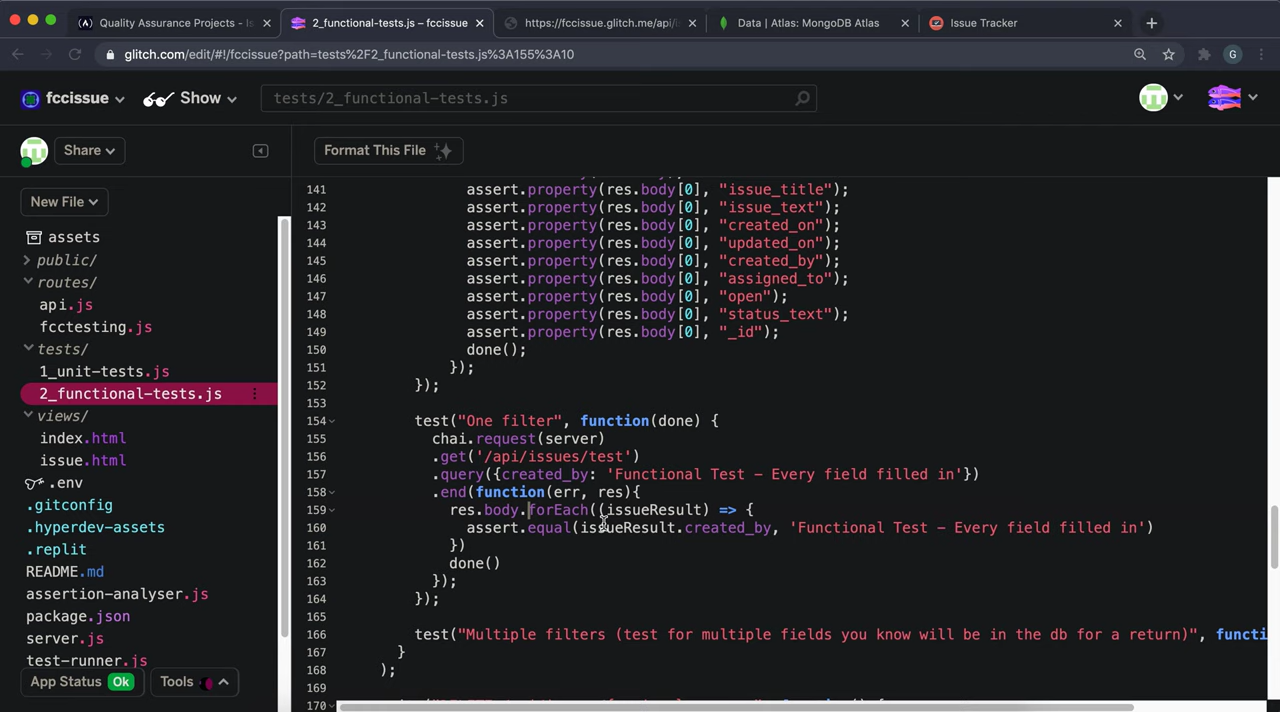 Quality Assurance Projects - Is
2_functional-tests.js – fccissue
https://fccissue.glitch.me/api/i
Data | Atlas: MongoDB Atlas
Issue Tracker
glitch.com/edit/#!/fccissue?path=tests%2F2_functional-tests.js%3A155%3A10
G
fccissue
Show
tests/2_functional-tests.js
Share
Format This File
New File
assets
public/
routes/
api.js
fcctesting.js
tests/
1_unit-tests.js
2_functional-tests.js
views/
index.html
issue.html
.env
.gitconfig
.hyperdev-assets
.replit
README.md
assertion-analyser.js
package.json
server.js
test-runner.js
App Status Ok
Tools
141 assert.property(res.body[0], "issue_title");
142 assert.property(res.body[0], "issue_text");
143 assert.property(res.body[0], "created_on");
144 assert.property(res.body[0], "updated_on");
145 assert.property(res.body[0], "created_by");
146 assert.property(res.body[0], "assigned_to");
147 assert.property(res.body[0], "open");
148 assert.property(res.body[0], "status_text");
149 assert.property(res.body[0], "_id");
150 done();
151 });
152 });
153
154 test("One filter", function(done) {
155 chai.request(server)
156 .get('/api/issues/test')
157 .query({created_by: 'Functional Test - Every field filled in'})
158 .end(function(err, res){
159 res.body.forEach((issueResult) => {
160 assert.equal(issueResult.created_by, 'Functional Test - Every field filled in')
161 })
162 done()
163 });
164 });
165
166 test("Multiple filters (test for multiple fields you know will be in the db for a return)", functi
167 }
168 );
169
170